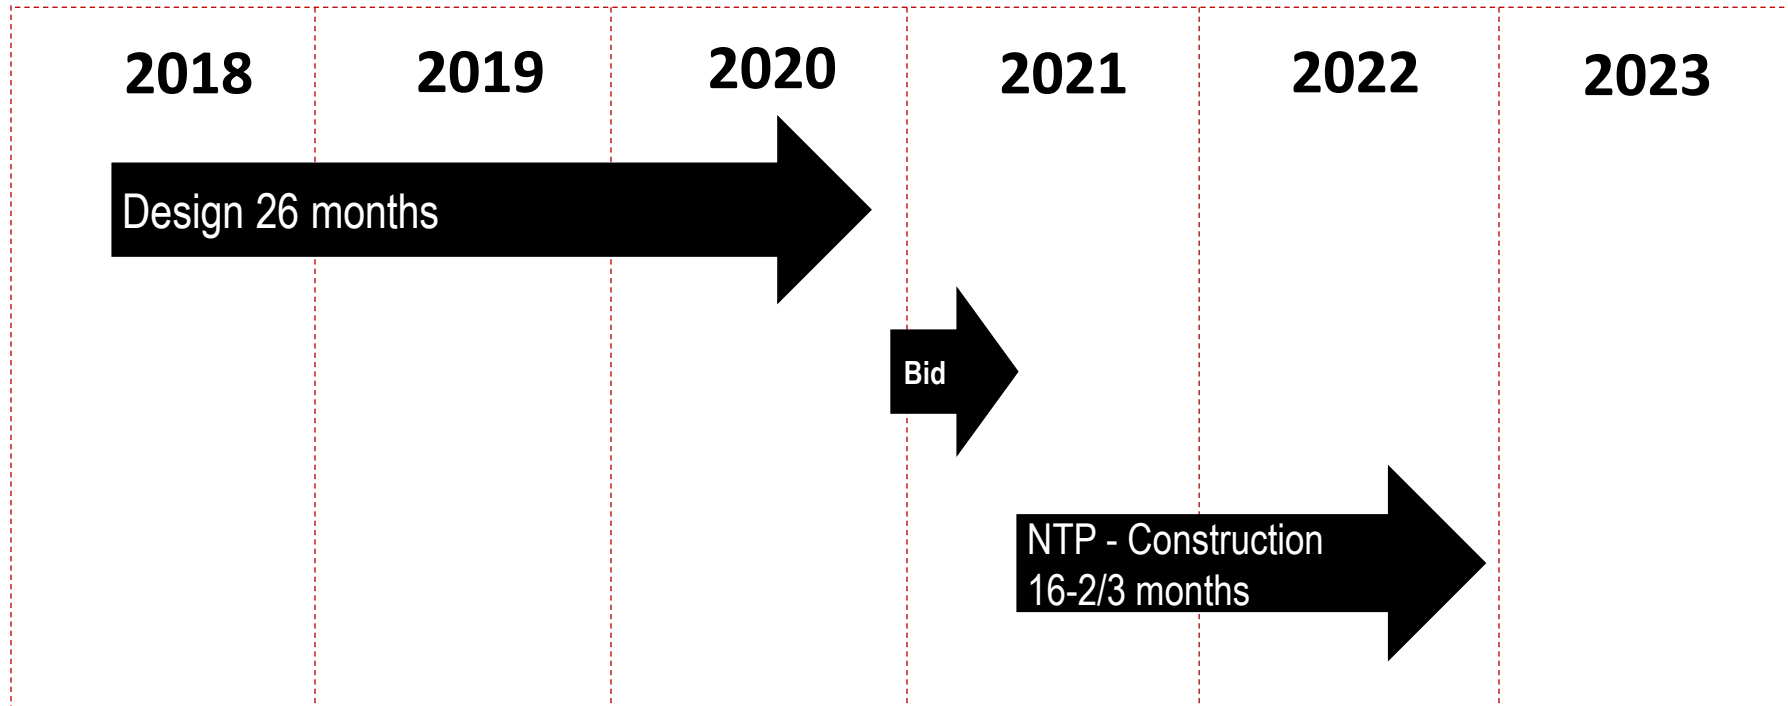 2018 2019 2020 2021 2022 2023
Design 26 months
Bid
NTP - Construction
16-2/3 months